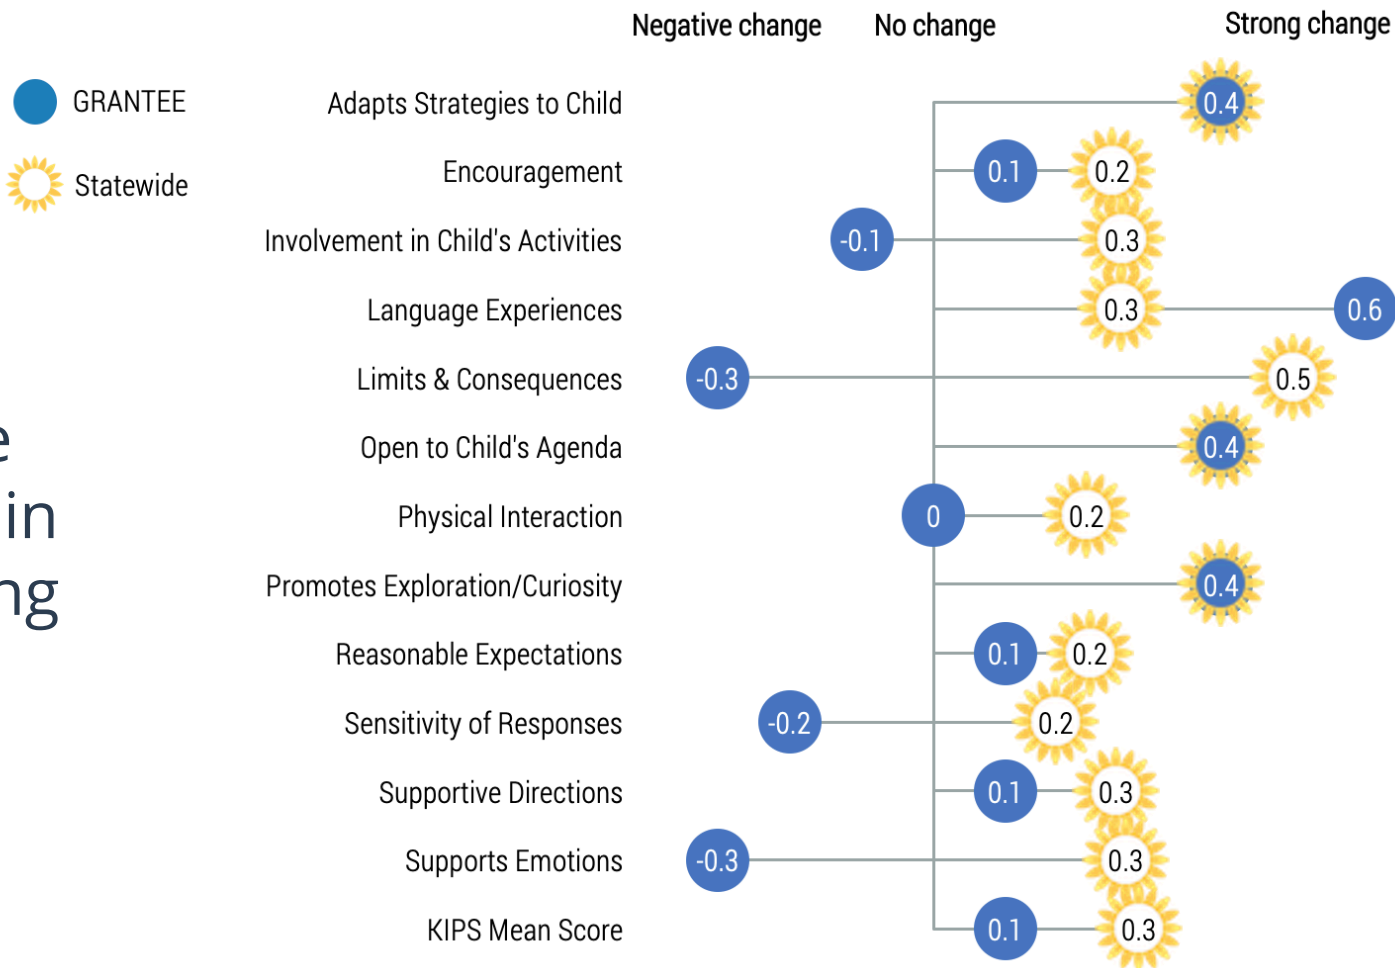 Negative change No change Strong change
GRANTEE
Statewide
Adapts Strategies to Child 0.4
Encouragement 0.1 0.2
Involvement in Child's Activities -0.1 0.3
Language Experiences 0.3 0.6
Limits & Consequences -0.3 0.5
Open to Child's Agenda 0.4
Physical Interaction 0 0.2
Promotes Exploration/Curiosity 0.4
Reasonable Expectations 0.1 0.2
Sensitivity of Responses -0.2 0.2
Supportive Directions 0.1 0.3
Supports Emotions -0.3 0.3
KIPS Mean Score 0.1 0.3
in